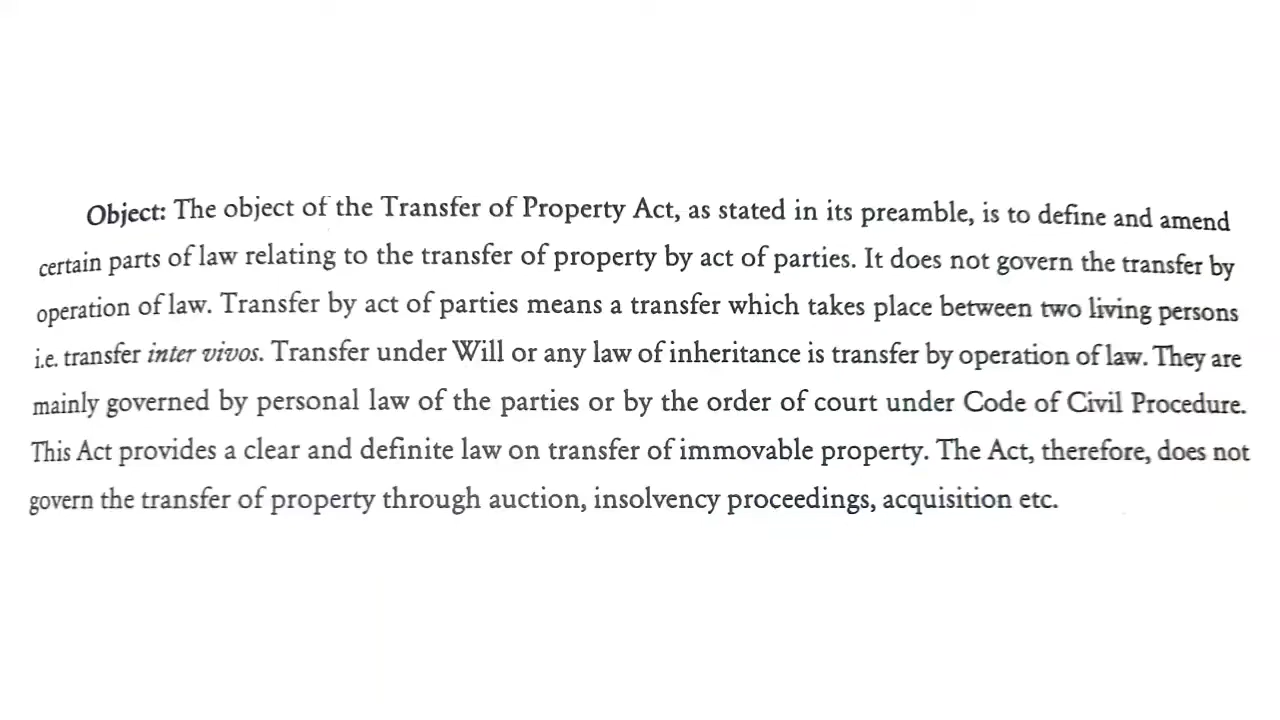 Object: The object of the Transfer of Property Act, as stated in its preamble, is to define and amend
certain parts of law relating to the transfer of property by act of parties. It does not govern the transfer by
operation of law. Transfer by act of parties means a transfer which takes place between two living persons
i.e. transfer inter vivos. Transfer under Will or any law of inheritance is transfer by operation of law. They are
mainly governed by personal law of the parties or by the order of court under Code of Civil Procedure.
This Act provides a clear and definite law on transfer of immovable property. The Act, therefore, does not
govern the transfer of property through auction, insolvency proceedings, acquisition etc.